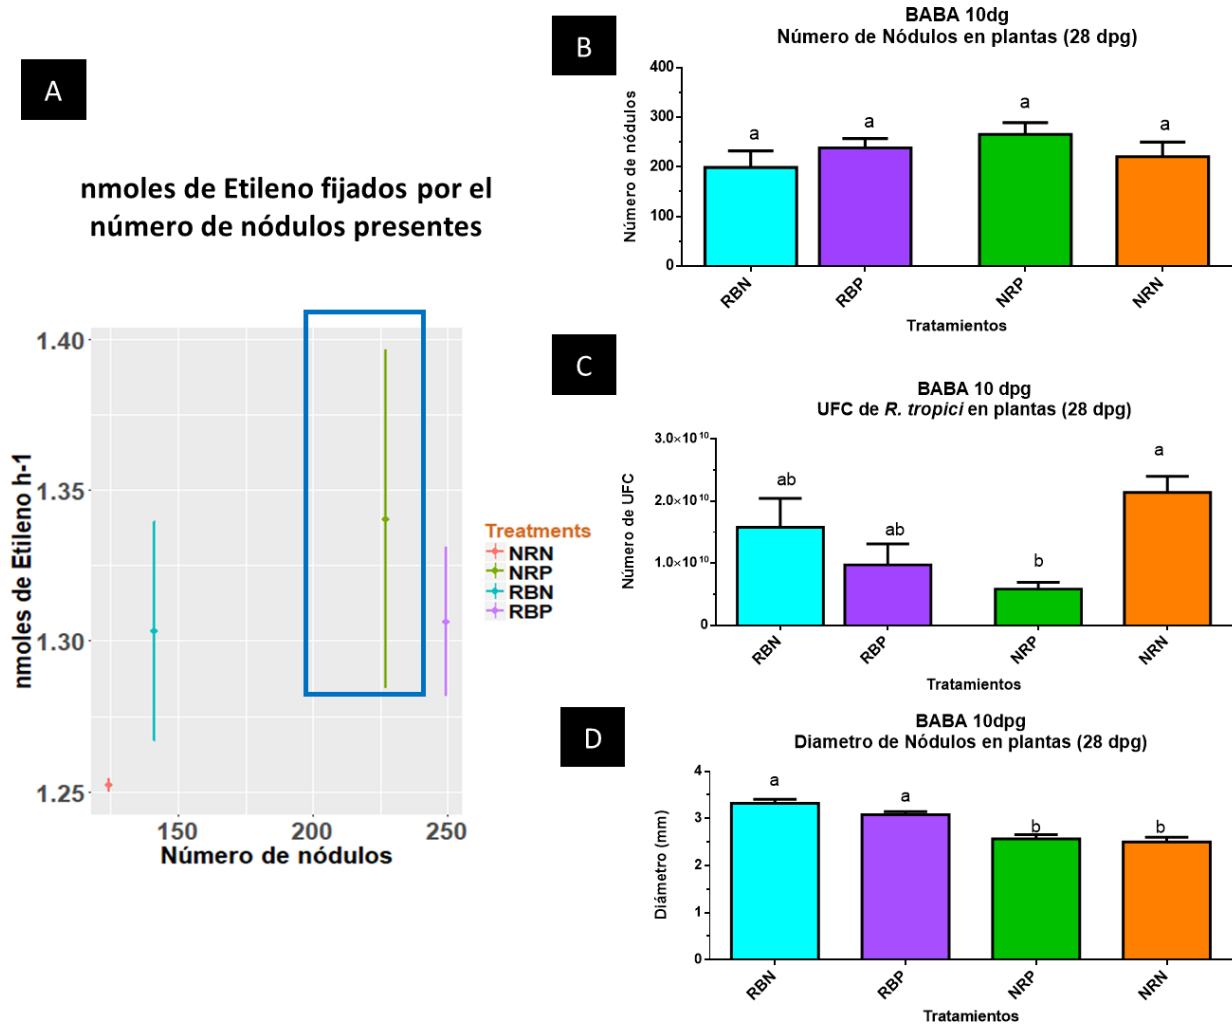 A
nmoles de Etileno fijados por el
número de nódulos presentes
1.40
1.35
1.30
1.25
nmoles de Etileno h-1
150
200
250
Número de nódulos
Treatments
NRN
NRP
RBN
RBP
B
BABA 10dg
Número de Nódulos en plantas (28 dpg)
400
300
200
100
0
Número de nódulos
a
a
a
a
RBN
RBP
NRP
NRN
Tratamientos
C
BABA 10 dpg
UFC de R. tropici en plantas (28 dpg)
3.0×10¹⁰
2.0×10¹⁰
1.0×10¹⁰
0
Número de UFC
ab
ab
b
a
RBN
RBP
NRP
NRN
Tratamientos
D
BABA 10dpg
Diametro de Nódulos en plantas (28 dpg)
4
3
2
1
0
Diámetro (mm)
a
a
b
b
RBN
RBP
NRP
NRN
Tratamientos